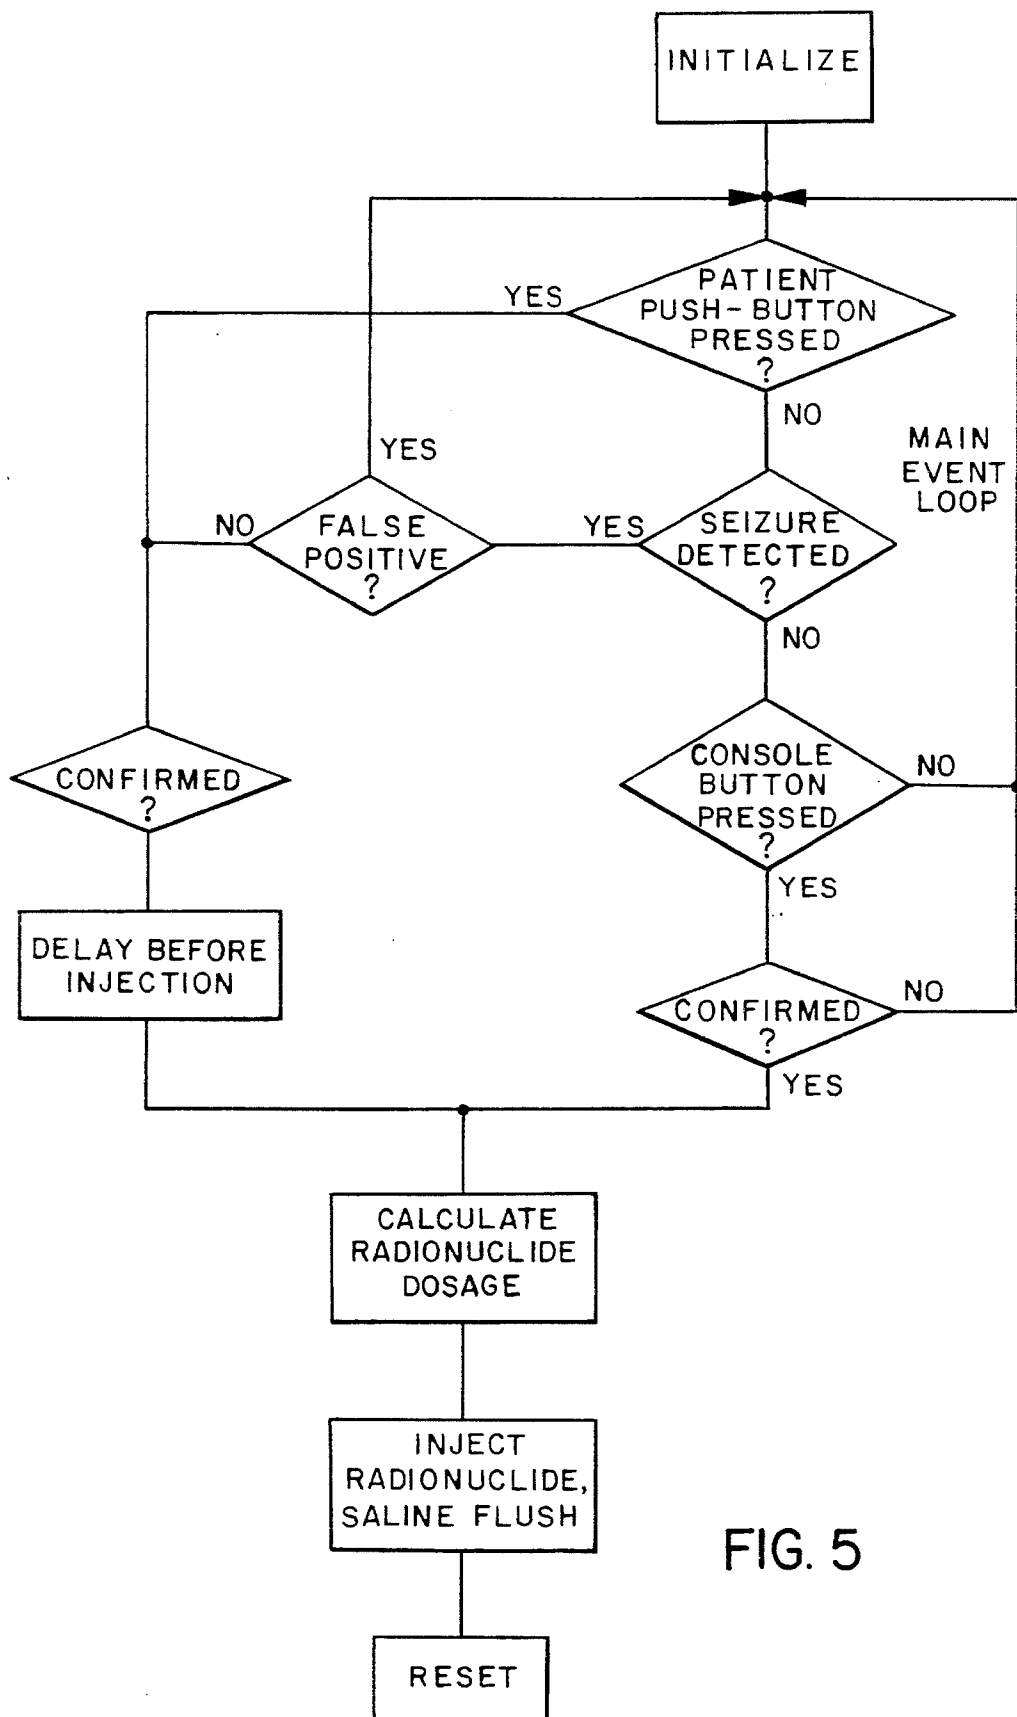 INITIALIZE
PATIENT
PUSH-BUTTON
PRESSED
?
YES
NO
MAIN
EVENT
LOOP
SEIZURE
DETECTED
?
YES
NO
FALSE
POSITIVE
?
YES
NO
CONSOLE
BUTTON
PRESSED
?
NO
YES
CONFIRMED
?
NO
YES
CONFIRMED
?
DELAY BEFORE
INJECTION
CALCULATE
RADIONUCLIDE
DOSAGE
INJECT
RADIONUCLIDE,
SALINE FLUSH
RESET
FIG. 5